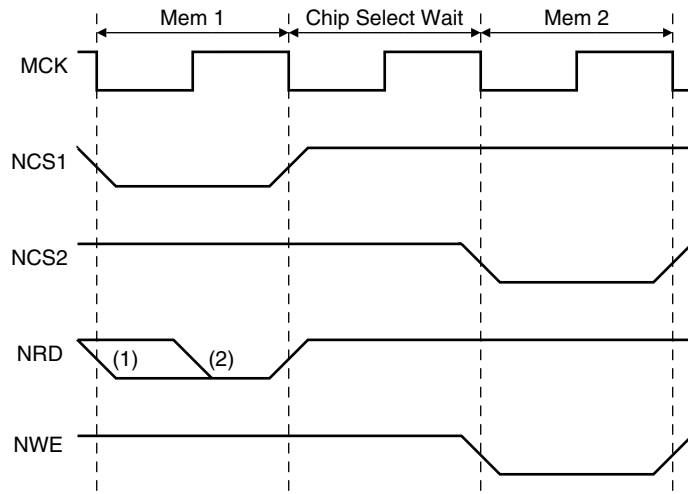 Mem 1 Chip Select Wait Mem 2
MCK
NCS1
NCS2
NRD (1) (2)
NWE